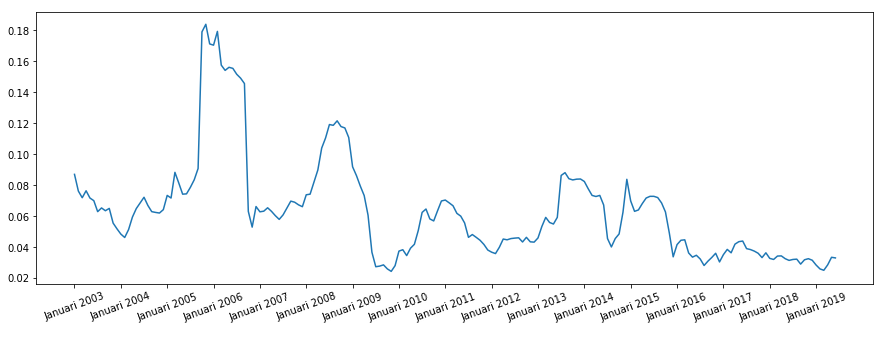 0.18
0.16
0.14
0.12
0.10
0.08
0.06
0.04
0.02
Januari 2003
Januari 2004
Januari 2005
Januari 2006
Januari 2007
Januari 2008
Januari 2009
Januari 2010
Januari 2011
Januari 2012
Januari 2013
Januari 2014
Januari 2015
Januari 2016
Januari 2017
Januari 2018
Januari 2019